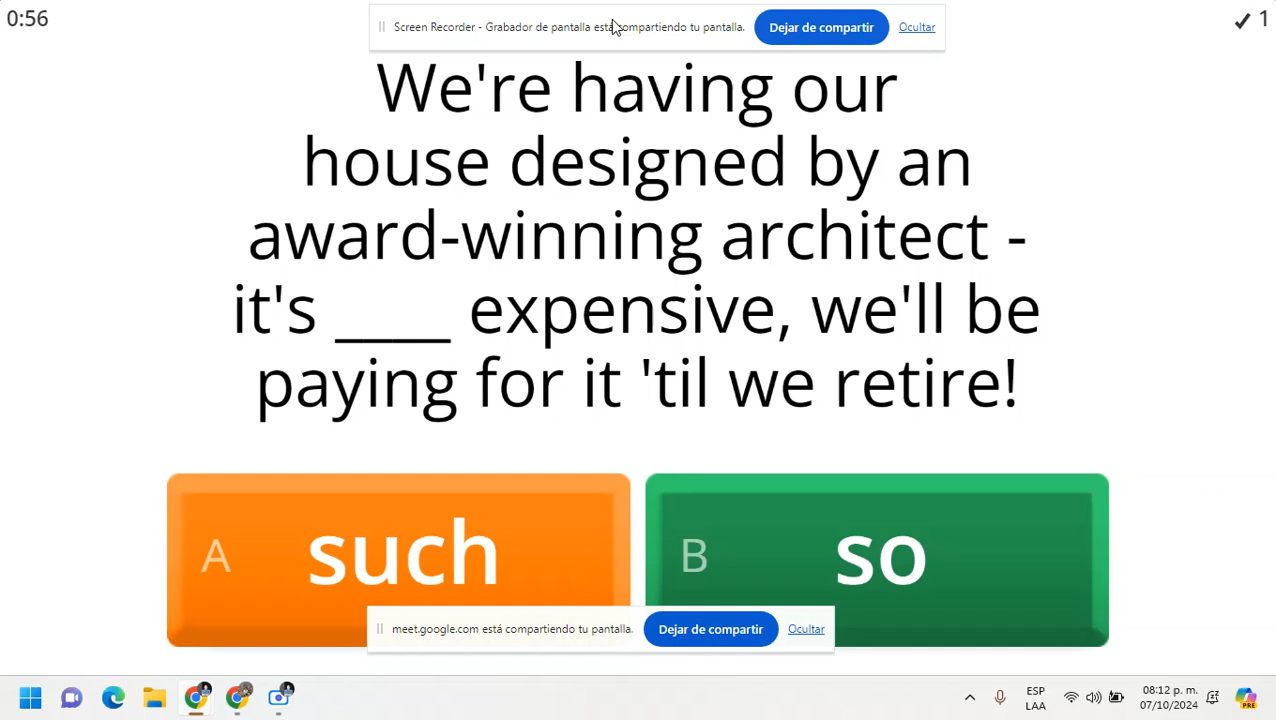 0:56
Screen Recorder - Grabador de pantalla está compartiendo tu pantalla.
Dejar de compartir
Ocultar
1
We're having our
house designed by an
award-winning architect -
it's ____ expensive, we'll be
paying for it 'til we retire!
A such
B so
meet.google.com está compartiendo tu pantalla.
Dejar de compartir
Ocultar
ESP
LAA
08:12 p. m.
07/10/2024
PRE